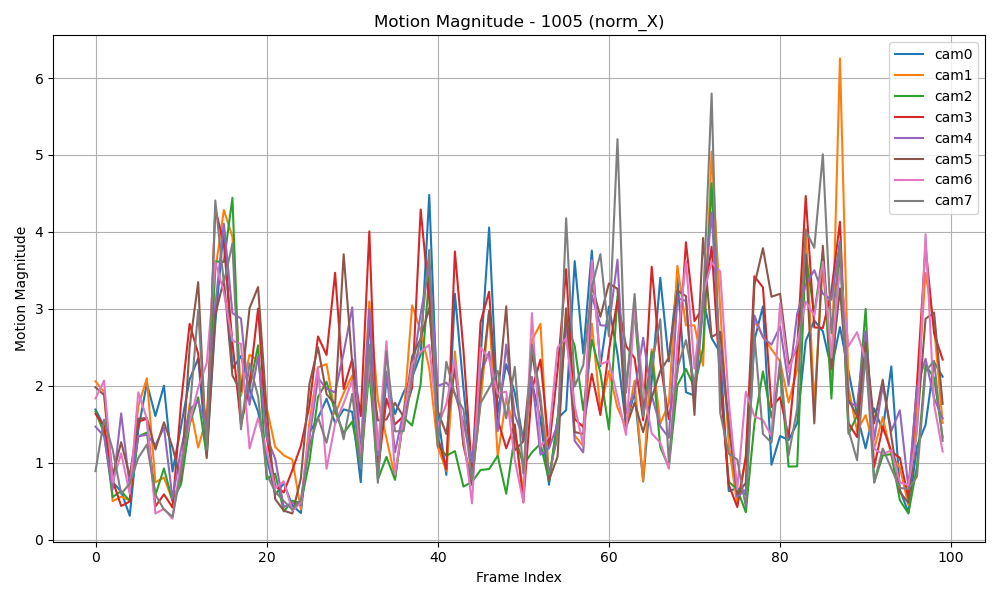 Motion Magnitude - 1005 (norm_X)
Motion Magnitude
6
5
4
3
2
1
0
cam0
cam1
cam2
cam3
cam4
cam5
cam6
cam7
0 20 40 60 80 100
Frame Index